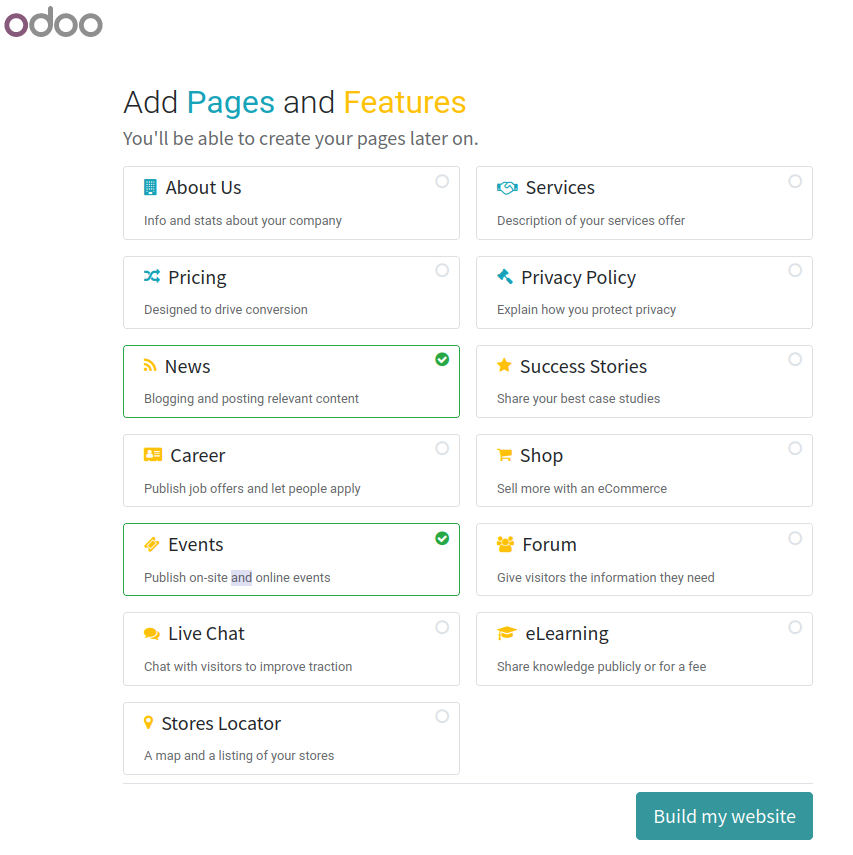 odoo
Add Pages and Features
You'll be able to create your pages later on.
About Us
Info and stats about your company
Services
Description of your services offer
Pricing
Designed to drive conversion
Privacy Policy
Explain how you protect privacy
News
Blogging and posting relevant content
Success Stories
Share your best case studies
Career
Publish job offers and let people apply
Shop
Sell more with an eCommerce
Events
Publish on-site and online events
Forum
Give visitors the information they need
Live Chat
Chat with visitors to improve traction
eLearning
Share knowledge publicly or for a fee
Stores Locator
A map and a listing of your stores
Build my website